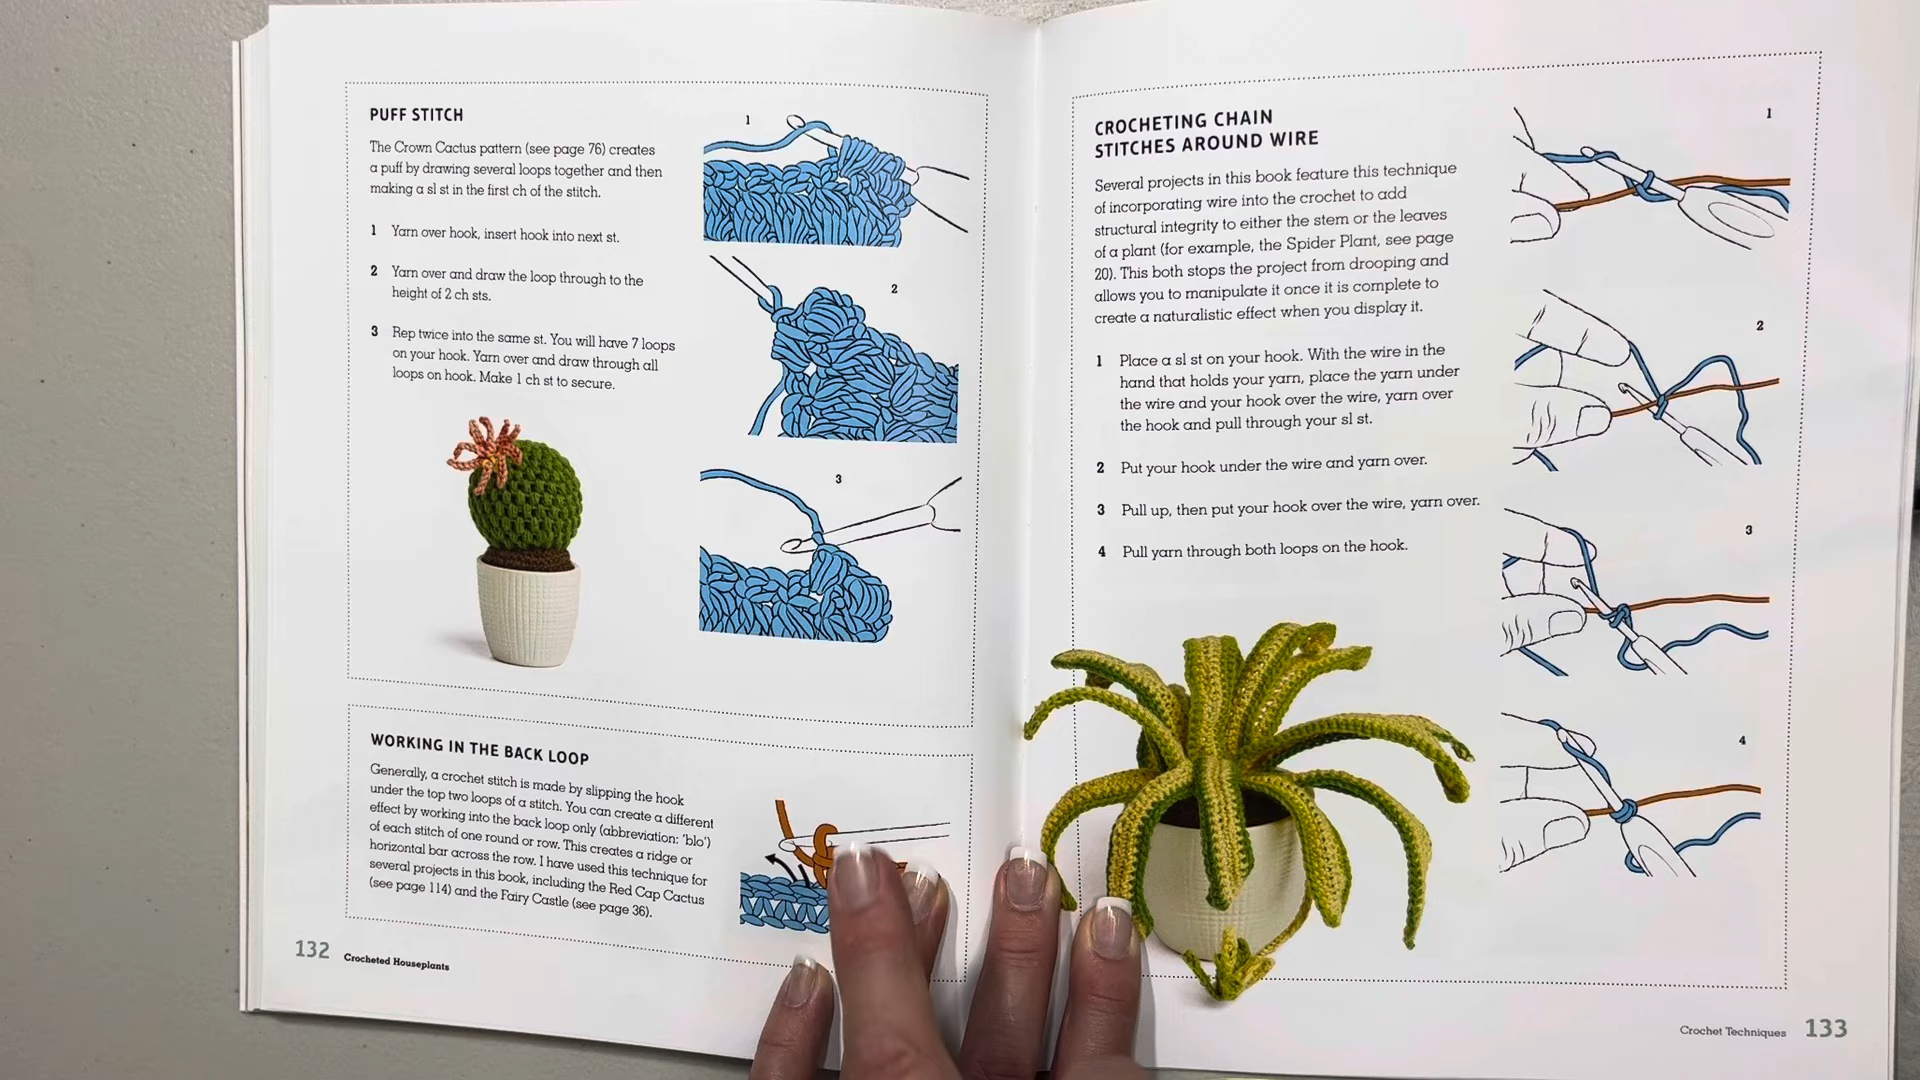 PUFF STITCH
The Crown Cactus pattern (see page 76) creates
a puff by drawing several loops together and then
making a sl st in the first ch of the stitch.
1 Yarn over hook, insert hook into next st.
2 Yarn over and draw the loop through to the
height of 2 ch sts.
3 Rep twice into the same st. You will have 7 loops
on your hook. Yarn over and draw through all
loops on hook. Make 1 ch st to secure.
1
2
3
WORKING IN THE BACK LOOP
Generally, a crochet stitch is made by slipping the hook
under the top two loops of a stitch. You can create a different
effect by working into the back loop only (abbreviation: 'blo')
of each stitch of one round or row. This creates a ridge or
horizontal bar across the row. I have used this technique for
several projects in this book, including the Red Cap Cactus
(see page 114) and the Fairy Castle (see page 36).
132 Crocheted Houseplants
CROCHETING CHAIN
STITCHES AROUND WIRE
Several projects in this book feature this technique
of incorporating wire into the crochet to add
structural integrity to either the stem or the leaves
of a plant (for example, the Spider Plant, see page
20). This both stops the project from drooping and
allows you to manipulate it once it is complete to
create a naturalistic effect when you display it.
1 Place a sl st on your hook. With the wire in the
hand that holds your yarn, place the yarn under
the wire and your hook over the wire, yarn over
the hook and pull through your sl st.
2 Put your hook under the wire and yarn over.
3 Pull up, then put your hook over the wire, yarn over.
4 Pull yarn through both loops on the hook.
1
2
3
4
Crochet Techniques 133